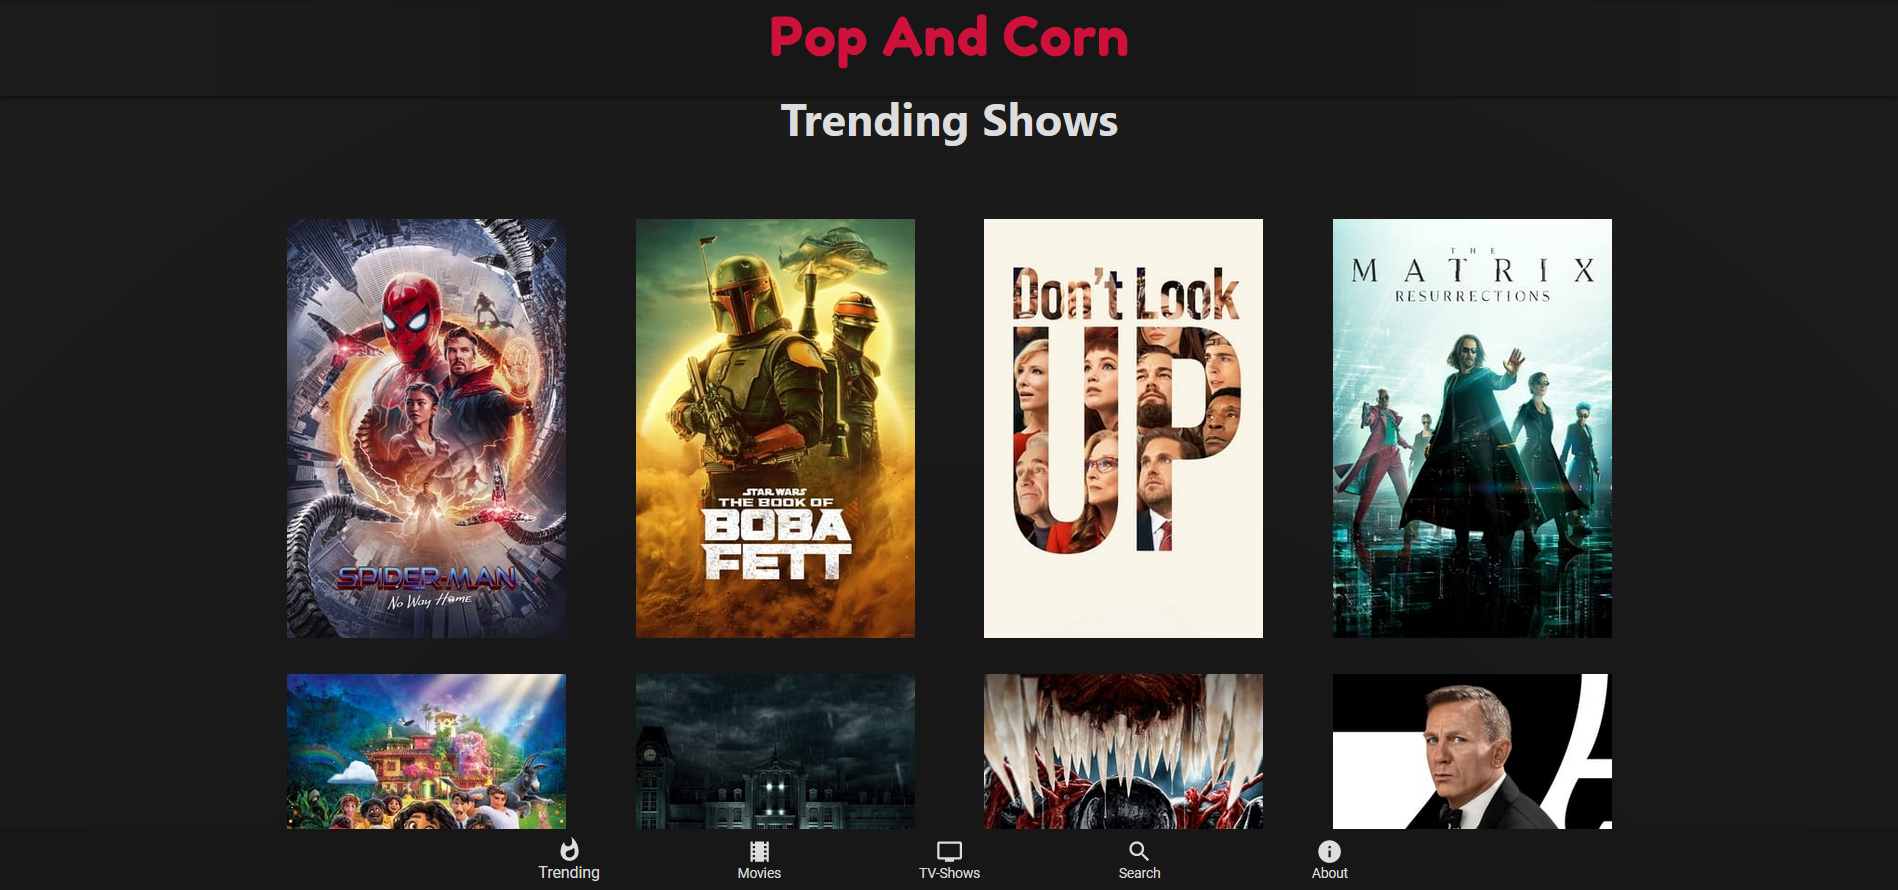 Pop And Corn
Trending Shows
SPIDER-MAN
No Way Home
STAR WARS
THE BOOK OF
BOBA
FETT
Don't Look
UP
THE
MATRIX
RESURRECTIONS
Trending
Movies
TV-Shows
Search
About